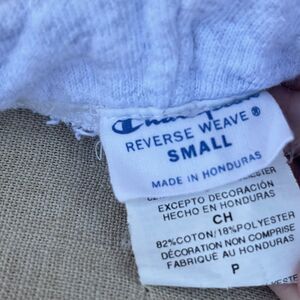 Champion
REVERSE WEAVE®
SMALL
MADE IN HONDURAS
EXCEPTO DECORACIÓN
HECHO EN HONDURAS
CH
82%COTON/18%POLYESTER
DÉCORATION NON COMPRISE
FABRIQUÉ AU HONDURAS
P